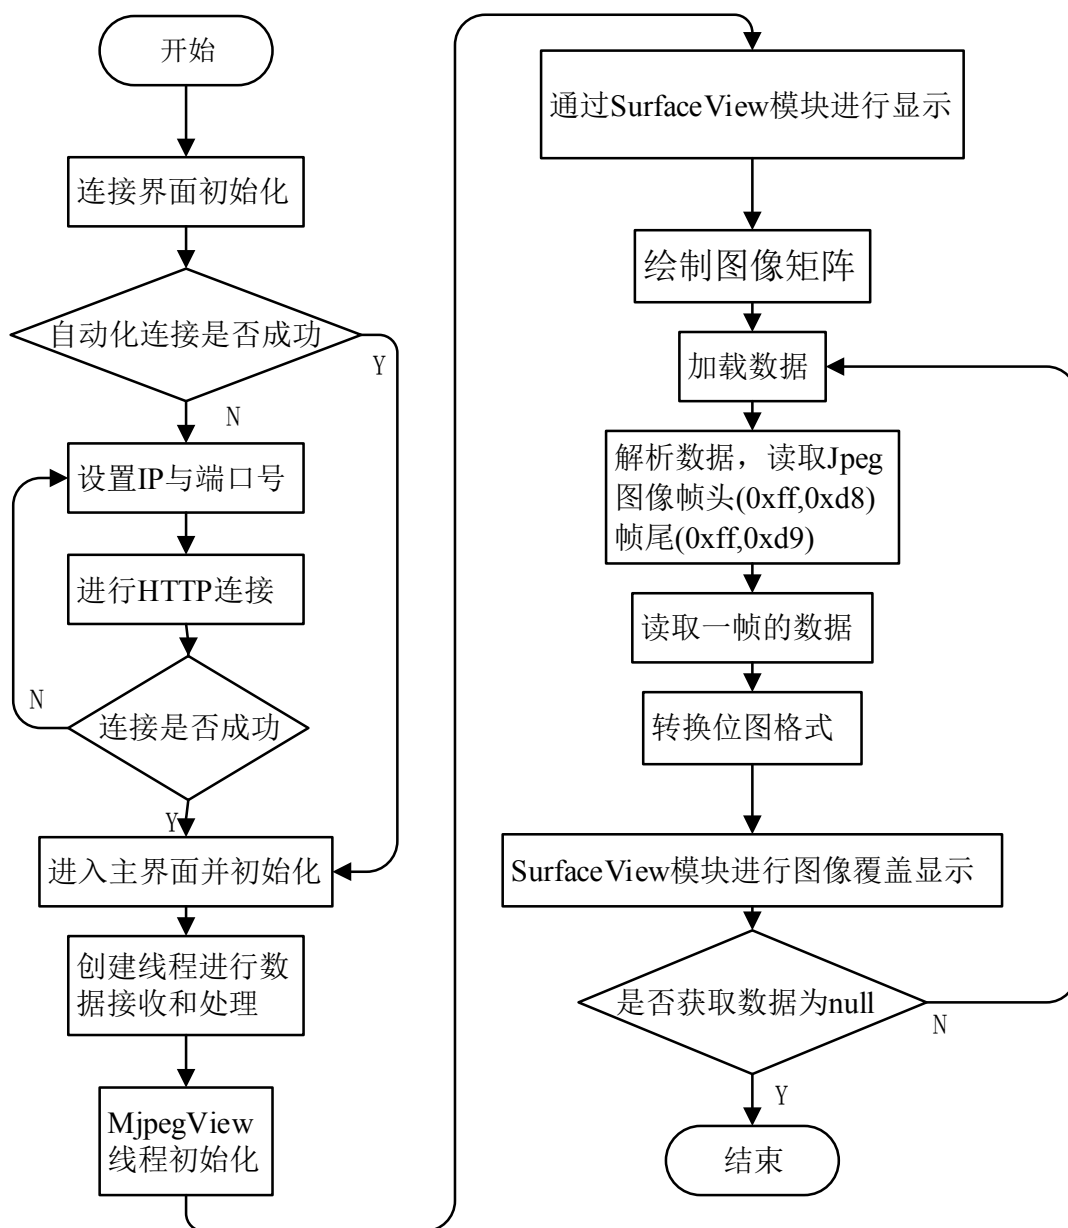 开始
连接界面初始化
自动化连接是否成功
Y
N
设置IP与端口号
进行HTTP连接
N
连接是否成功
Y
进入主界面并初始化
创建线程进行数
据接收和处理
MjpegView
线程初始化
通过SurfaceView模块进行显示
绘制图像矩阵
加载数据
解析数据，读取Jpeg
图像帧头(0xff,0xd8)
帧尾(0xff,0xd9)
读取一帧的数据
转换位图格式
SurfaceView模块进行图像覆盖显示
是否获取数据为null
N
Y
结束